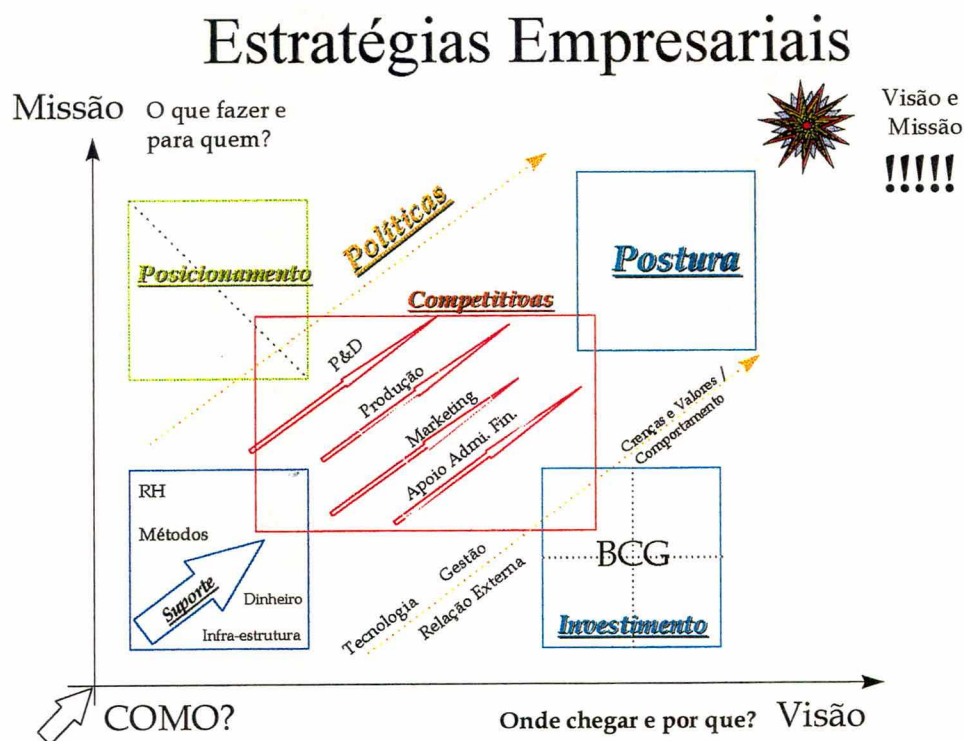 Estratégias Empresariais
Missão
O que fazer e
para quem?
Visão e
Missão
!!!!!
Políticas
Posicionamento
Postura
Competitivas
P&D
Produção
Marketing
Apoio Admi. Fin.
Crenças e Valores /
Comportamento
RH
Métodos
Suporte
Dinheiro
Infra-estrutura
Tecnologia
Gestão
Relação Externa
BCG
Investimento
COMO?
Onde chegar e por que?
Visão